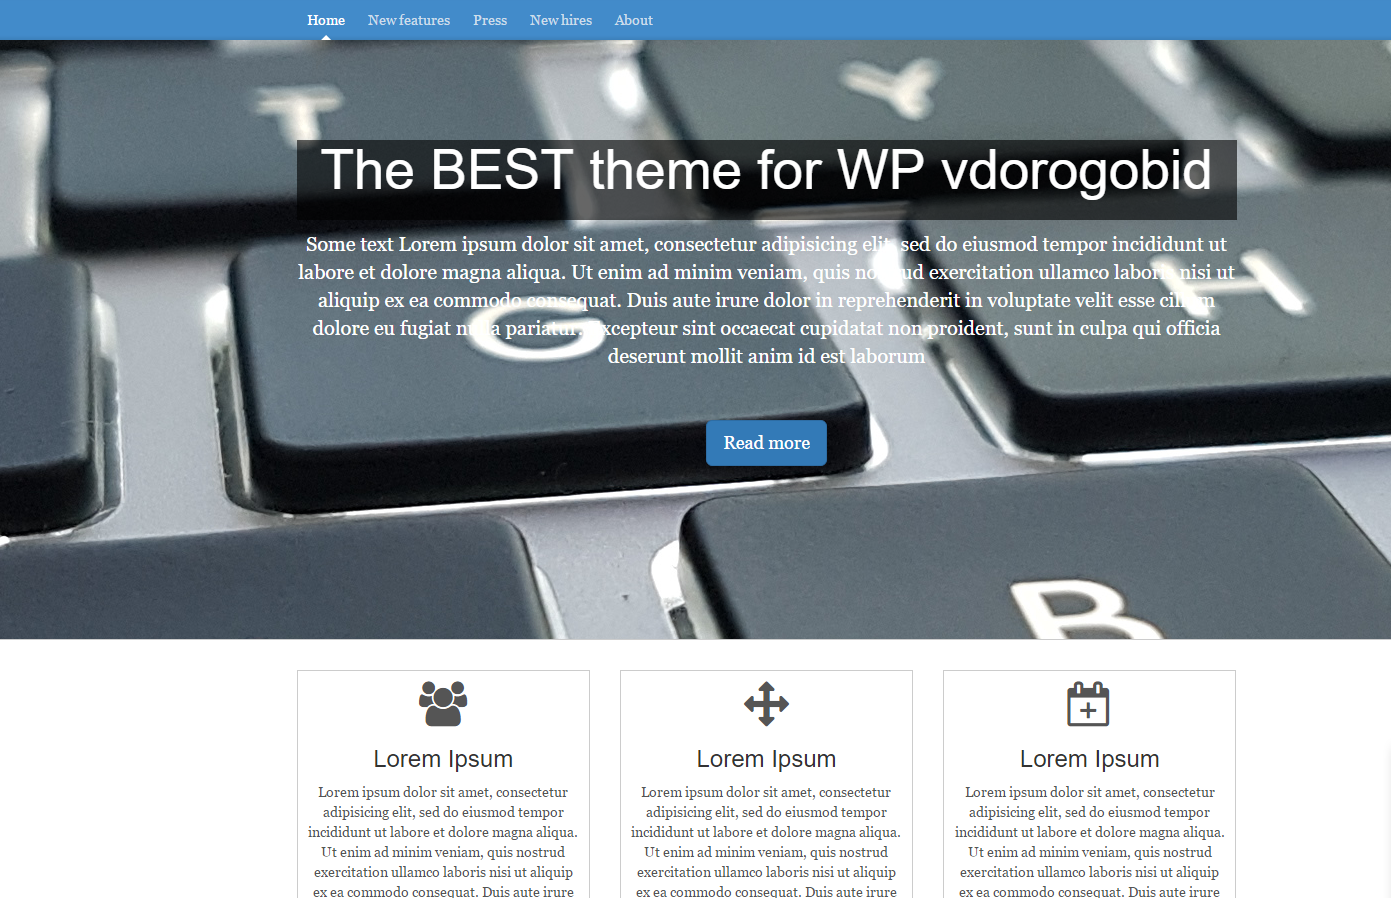 Home New features Press New hires About
T Y
The BEST theme for WP vdorogobid
Some text Lorem ipsum dolor sit amet, consectetur adipisicing elit, sed do eiusmod tempor incididunt ut
labore et dolore magna aliqua. Ut enim ad minim veniam, quis nostrud exercitation ullamco laboris nisi ut
aliquip ex ea commodo consequat. Duis aute irure dolor in reprehenderit in voluptate velit esse cillum
dolore eu fugiat nulla pariatur. Excepteur sint occaecat cupidatat non proident, sunt in culpa qui officia
deserunt mollit anim id est laborum
G H
Read more
B
Lorem Ipsum
Lorem ipsum dolor sit amet, consectetur
adipisicing elit, sed do eiusmod tempor
incididunt ut labore et dolore magna aliqua.
Ut enim ad minim veniam, quis nostrud
exercitation ullamco laboris nisi ut aliquip
ex ea commodo consequat. Duis aute irure
Lorem Ipsum
Lorem ipsum dolor sit amet, consectetur
adipisicing elit, sed do eiusmod tempor
incididunt ut labore et dolore magna aliqua.
Ut enim ad minim veniam, quis nostrud
exercitation ullamco laboris nisi ut aliquip
ex ea commodo consequat. Duis aute irure
Lorem Ipsum
Lorem ipsum dolor sit amet, consectetur
adipisicing elit, sed do eiusmod tempor
incididunt ut labore et dolore magna aliqua.
Ut enim ad minim veniam, quis nostrud
exercitation ullamco laboris nisi ut aliquip
ex ea commodo consequat. Duis aute irure